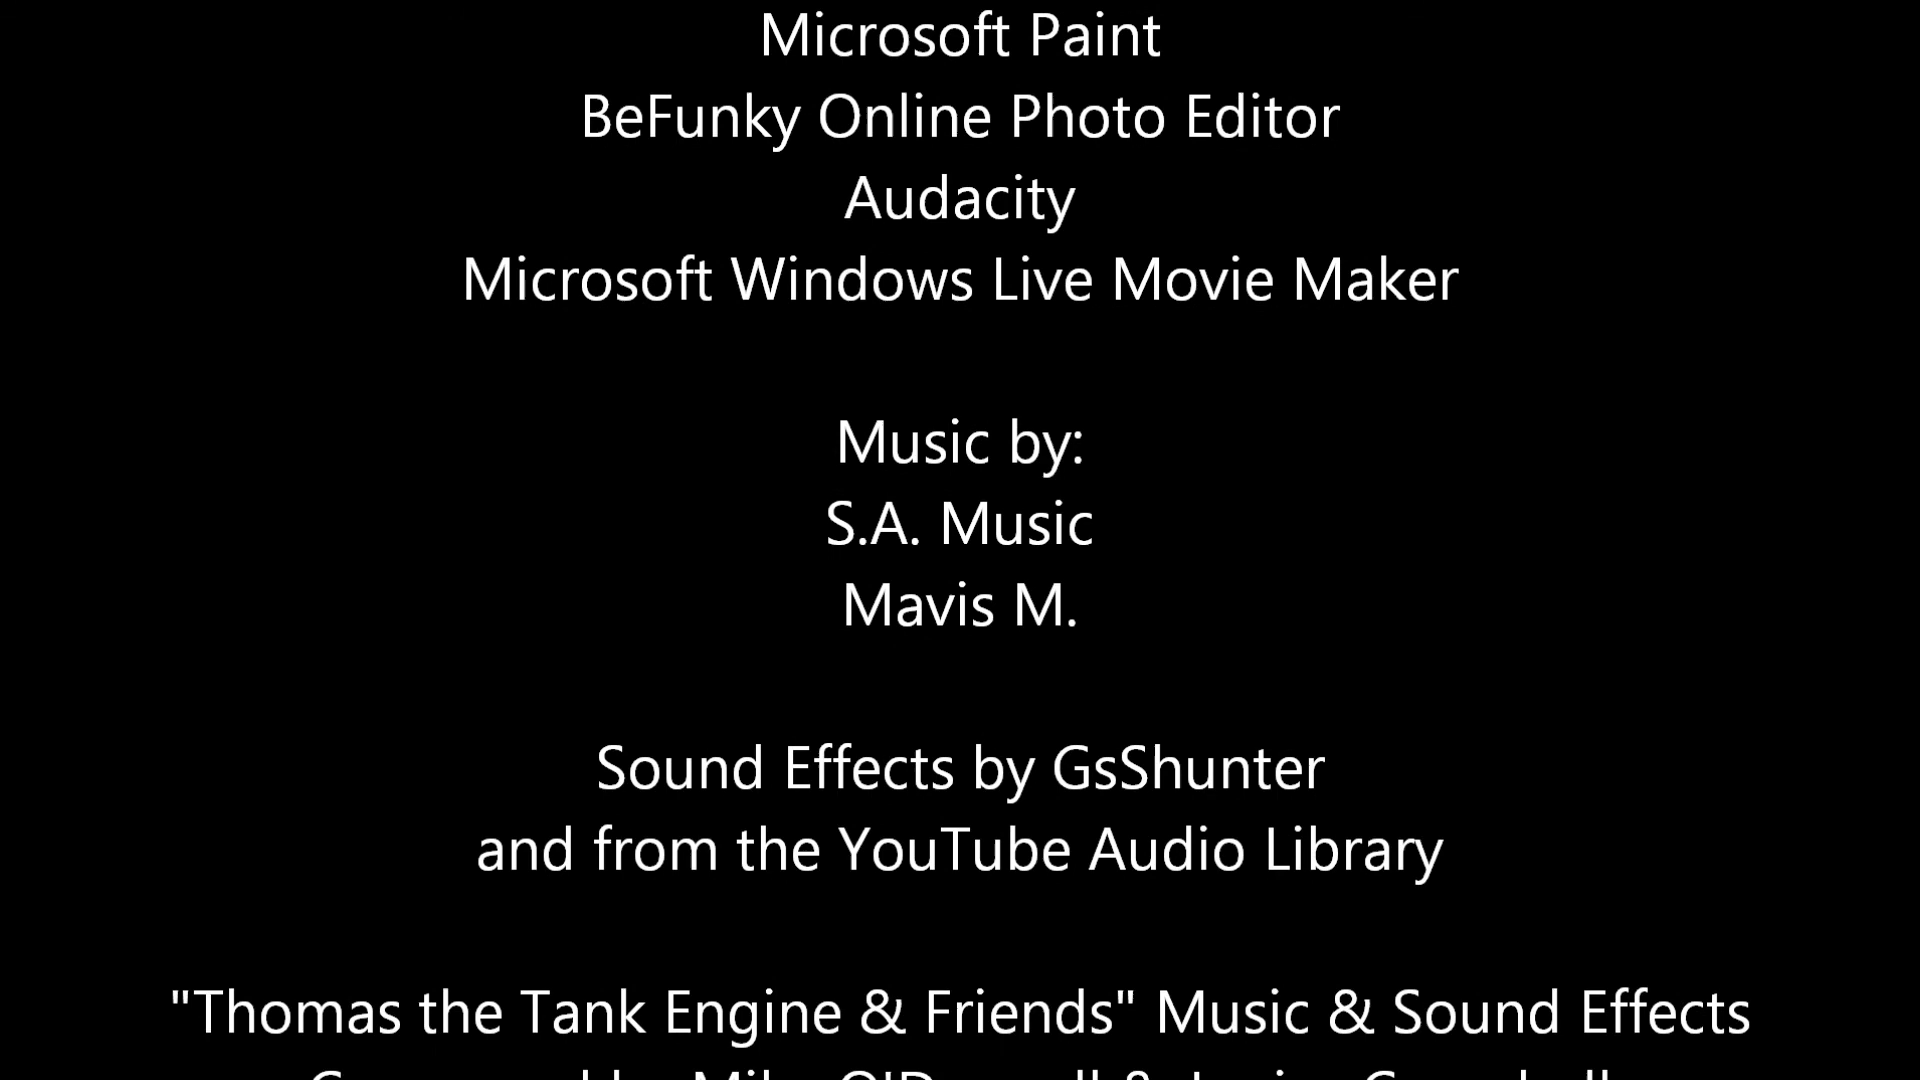 Microsoft Paint
BeFunky Online Photo Editor
Audacity
Microsoft Windows Live Movie Maker
Music by:
S.A. Music
Mavis M.
Sound Effects by GsShunter
and from the YouTube Audio Library
"Thomas the Tank Engine & Friends" Music & Sound Effects